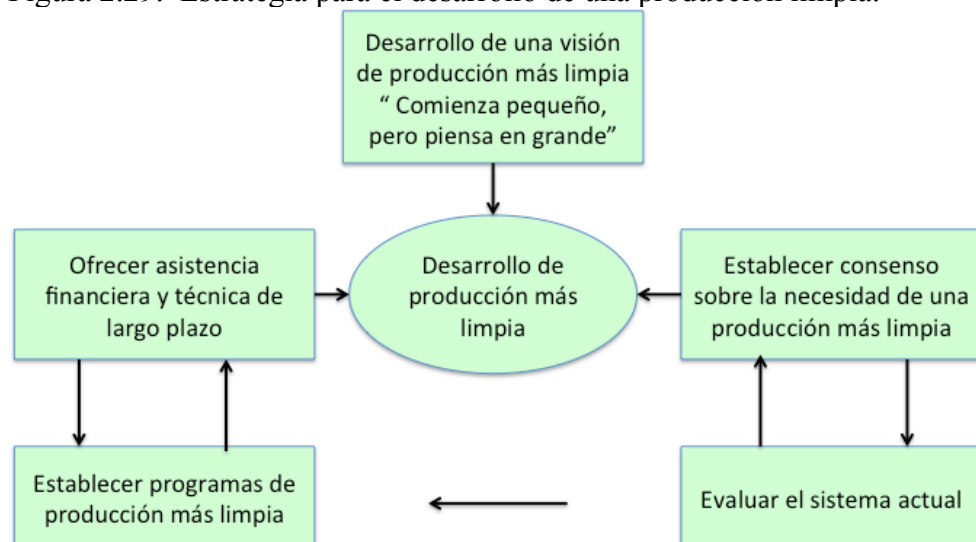 Figura 2.29. Estrategia para el desarrollo de una producción limpia.
Desarrollo de una visión
de producción más limpia
“ Comienza pequeño,
pero piensa en grande”
Ofrecer asistencia
financiera y técnica de
largo plazo
Desarrollo de
producción más
limpia
Establecer consenso
sobre la necesidad de una
producción más limpia
Establecer programas de
producción más limpia
Evaluar el sistema actual